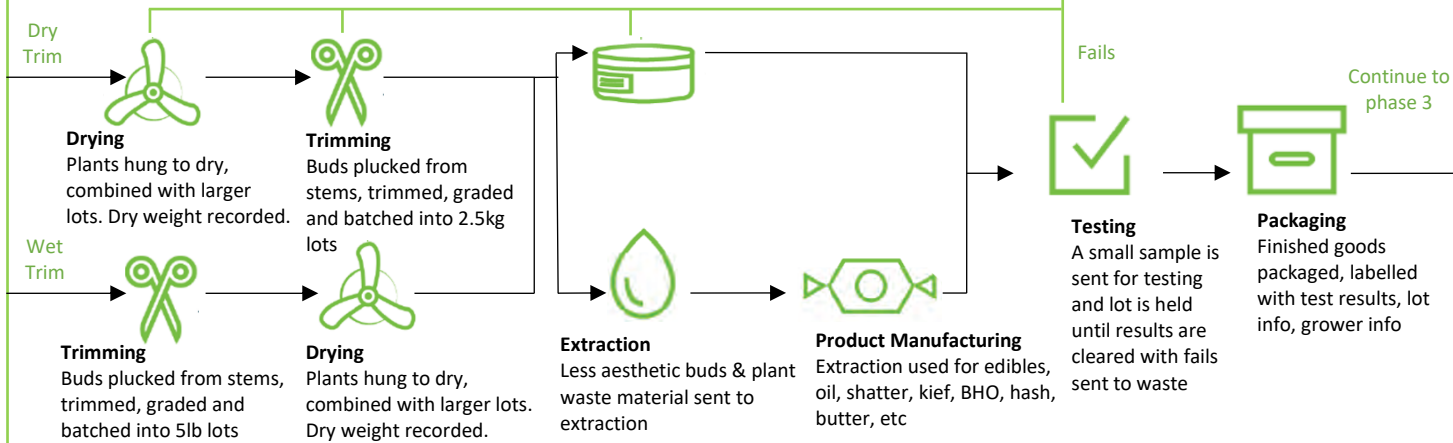 Dry
Trim
Fails
Continue to
phase 3
Drying
Plants hung to dry,
combined with larger
lots. Dry weight recorded.
Trimming
Buds plucked from
stems, trimmed, graded
and batched into 2.5kg
lots
Wet
Trim
Trimming
Buds plucked from stems,
trimmed, graded and
batched into 5lb lots
Drying
Plants hung to dry,
combined with larger lots.
Dry weight recorded.
Extraction
Less aesthetic buds & plant
waste material sent to
extraction
Product Manufacturing
Extraction used for edibles,
oil, shatter, kief, BHO, hash,
butter, etc
Testing
A small sample is
sent for testing
and lot is held
until results are
cleared with fails
sent to waste
Packaging
Finished goods
packaged, labelled
with test results, lot
info, grower info